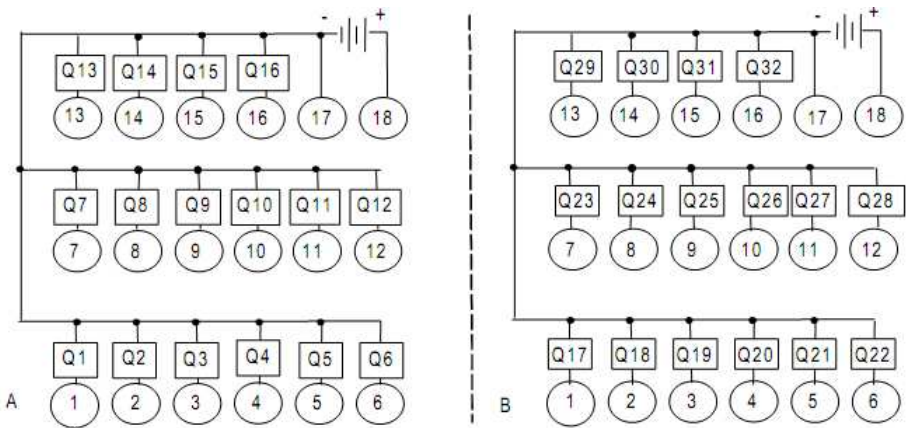 - + - +
Q13 Q14 Q15 Q16 Q29 Q30 Q31 Q32
13 14 15 16 17 18 13 14 15 16 17 18
Q7 Q8 Q9 Q10 Q11 Q12 Q23 Q24 Q25 Q26 Q27 Q28
7 8 9 10 11 12 7 8 9 10 11 12
Q1 Q2 Q3 Q4 Q5 Q6 Q17 Q18 Q19 Q20 Q21 Q22
A 1 2 3 4 5 6 B 1 2 3 4 5 6